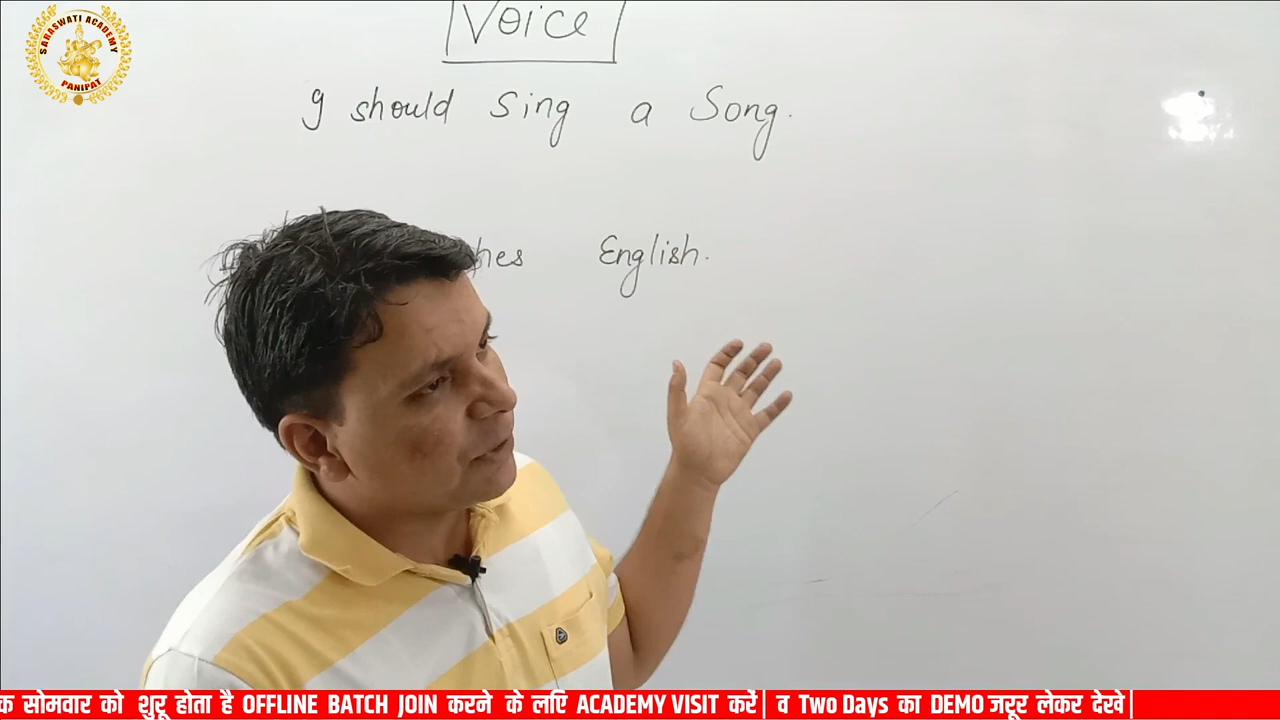 SARASWATI ACADEMY
PANIPAT
Voice
I should Sing a Song.
hes English.
क सोमवार को शुरू होता है OFFLINE BATCH JOIN करने के लिए ACADEMY VISIT करें| व Two Days का DEMO जरूर लेकर देखे|